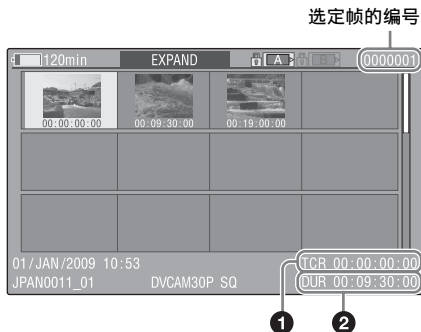 选定帧的编号
120min EXPAND A B 0000001
00:00:00:00 00:09:30:00 00:19:00:00
01/JAN/2009 10:53 TCR 00:00:00:00
JPAN0011_01 DVCAM30P SQ DUR 00:09:30:00
1 2